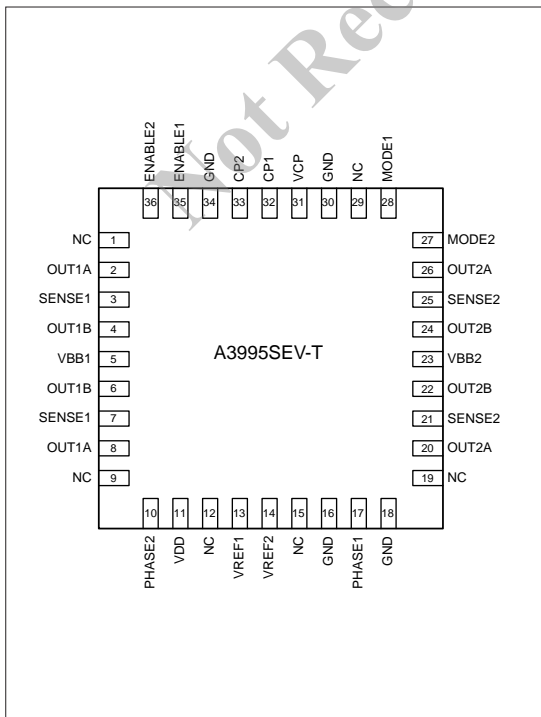 Not Rec
ENABLE2
ENABLE1
GND
CP2
CP1
VCP
GND
NC
MODE1
36
35
34
33
32
31
30
29
28
NC 1
OUT1A 2
SENSE1 3
OUT1B 4
VBB1 5
OUT1B 6
SENSE1 7
OUT1A 8
NC 9
A3995SEV-T
27 MODE2
26 OUT2A
25 SENSE2
24 OUT2B
23 VBB2
22 OUT2B
21 SENSE2
20 OUT2A
19 NC
10
11
12
13
14
15
16
17
18
PHASE2
VDD
NC
VREF1
VREF2
NC
GND
PHASE1
GND